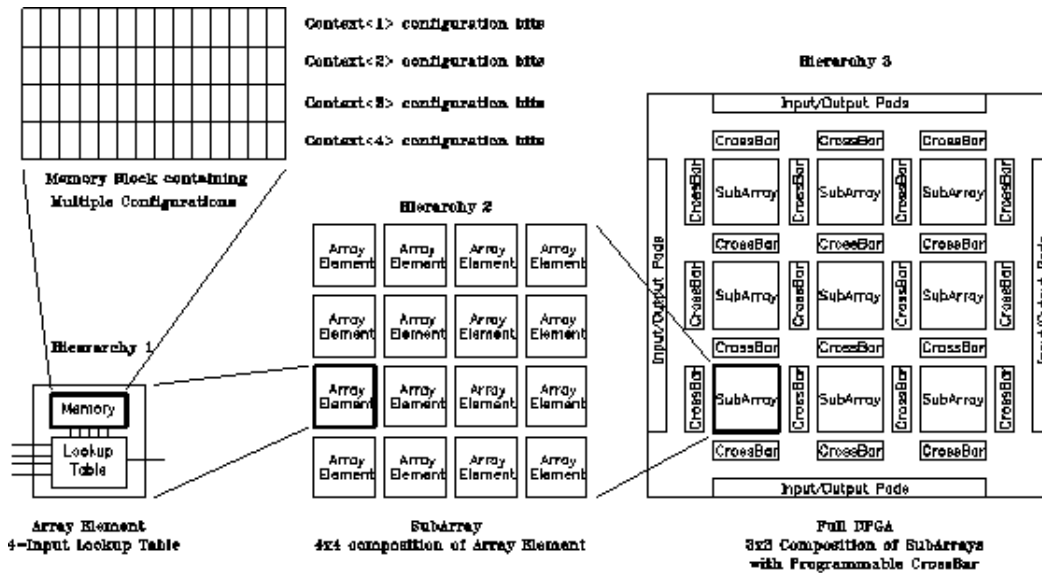 Context<1> configuration bits
Context<2> configuration bits
Context<3> configuration bits
Context<4> configuration bits
Memory Block containing
Multiple Configurations
Hierarchy 1
Memory
Lookup
Table
Array Element
4-Input Lookup Table
Hierarchy 2
Array Array Array Array
Element Element Element Element
Array Array Array Array
Element Element Element Element
Array Array Array Array
Element Element Element Element
Array Array Array Array
Element Element Element Element
SubArray
4x4 composition of Array Element
Hierarchy 3
Input/Output Pads
CrossBar CrossBar CrossBar
Input/Output Pads
CrossBar SubArray CrossBar SubArray CrossBar SubArray CrossBar
CrossBar CrossBar CrossBar
CrossBar SubArray CrossBar SubArray CrossBar SubArray CrossBar
CrossBar CrossBar CrossBar
CrossBar SubArray CrossBar SubArray CrossBar SubArray CrossBar
CrossBar CrossBar CrossBar
Input/Output Pads
Input/Output Pads
Full DPGA
3x3 Composition of SubArrays
with Programmable CrossBar